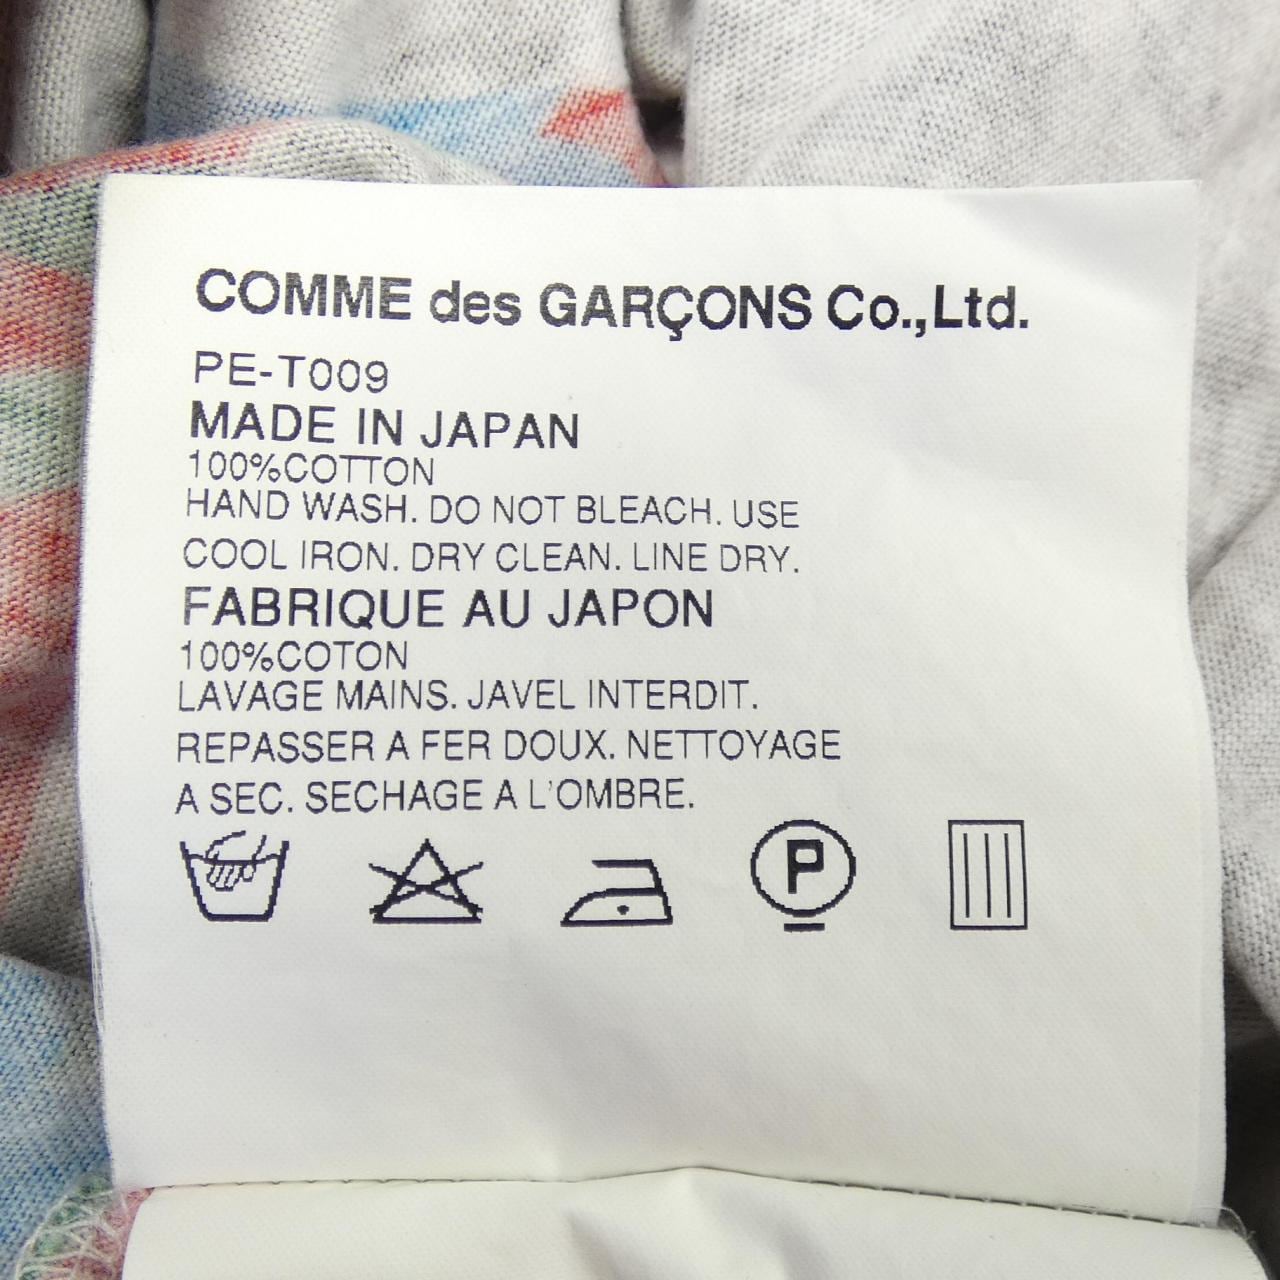 COMME des GARÇONS Co.,Ltd.
PE-T009
MADE IN JAPAN
100%COTTON
HAND WASH. DO NOT BLEACH. USE
COOL IRON. DRY CLEAN. LINE DRY.
FABRIQUE AU JAPON
100%COTON
LAVAGE MAINS. JAVEL INTERDIT.
REPASSER A FER DOUX. NETTOYAGE
A SEC. SECHAGE A L'OMBRE.
P